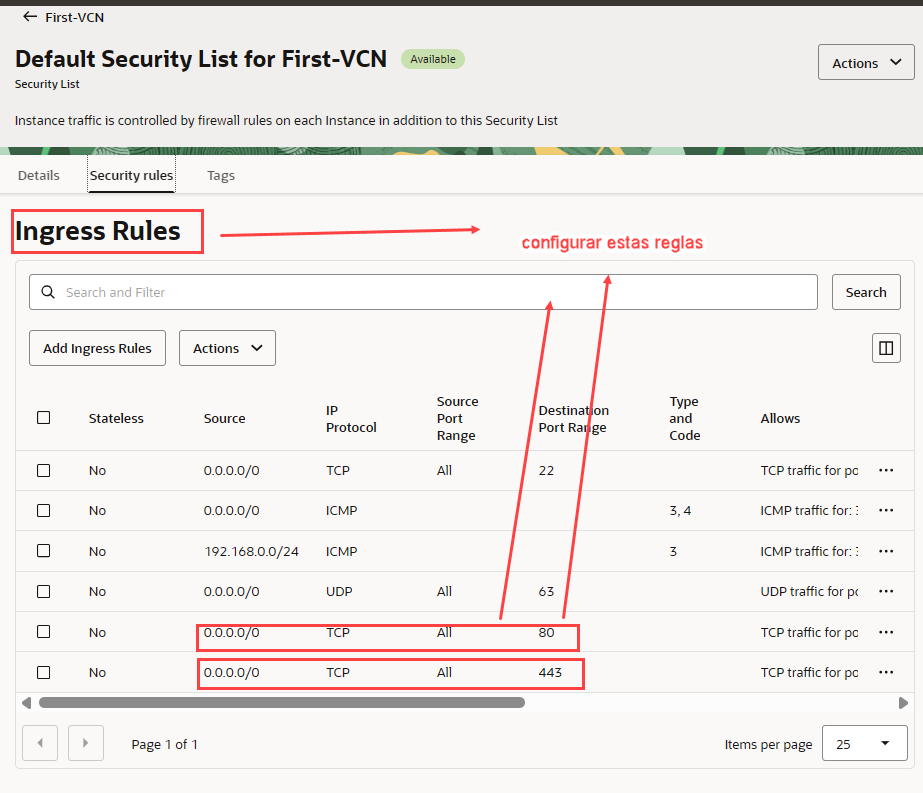 ← First-VCN
Default Security List for First-VCN Available
Actions
Security List
Instance traffic is controlled by firewall rules on each Instance in addition to this Security List
Details Security rules Tags
Ingress Rules
configurar estas reglas
Search and Filter Search
Add Ingress Rules Actions
Stateless Source IP Protocol Source Port Range Destination Port Range Type and Code Allows
No 0.0.0.0/0 TCP All 22 TCP traffic for po
No 0.0.0.0/0 ICMP 3, 4 ICMP traffic for:
No 192.168.0.0/24 ICMP 3 ICMP traffic for:
No 0.0.0.0/0 UDP All 63 UDP traffic for po
No 0.0.0.0/0 TCP All 80 TCP traffic for po
No 0.0.0.0/0 TCP All 443 TCP traffic for po
Page 1 of 1 Items per page 25